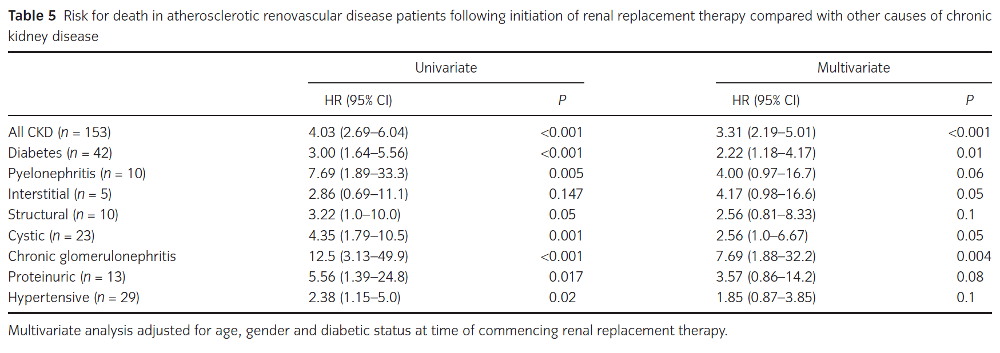 Table 5 Risk for death in atherosclerotic renovascular disease patients following initiation of renal replacement therapy compared with other causes of chronic
kidney disease
Univariate Multivariate
HR (95% CI) P HR (95% CI) P
All CKD (n = 153) 4.03 (2.69–6.04) <0.001 3.31 (2.19–5.01) <0.001
Diabetes (n = 42) 3.00 (1.64–5.56) <0.001 2.22 (1.18–4.17) 0.01
Pyelonephritis (n = 10) 7.69 (1.89–33.3) 0.005 4.00 (0.97–16.7) 0.06
Interstitial (n = 5) 2.86 (0.69–11.1) 0.147 4.17 (0.98–16.6) 0.05
Structural (n = 10) 3.22 (1.0–10.0) 0.05 2.56 (0.81–8.33) 0.1
Cystic (n = 23) 4.35 (1.79–10.5) 0.001 2.56 (1.0–6.67) 0.05
Chronic glomerulonephritis 12.5 (3.13–49.9) <0.001 7.69 (1.88–32.2) 0.004
Proteinuric (n = 13) 5.56 (1.39–24.8) 0.017 3.57 (0.86–14.2) 0.08
Hypertensive (n = 29) 2.38 (1.15–5.0) 0.02 1.85 (0.87–3.85) 0.1
Multivariate analysis adjusted for age, gender and diabetic status at time of commencing renal replacement therapy.